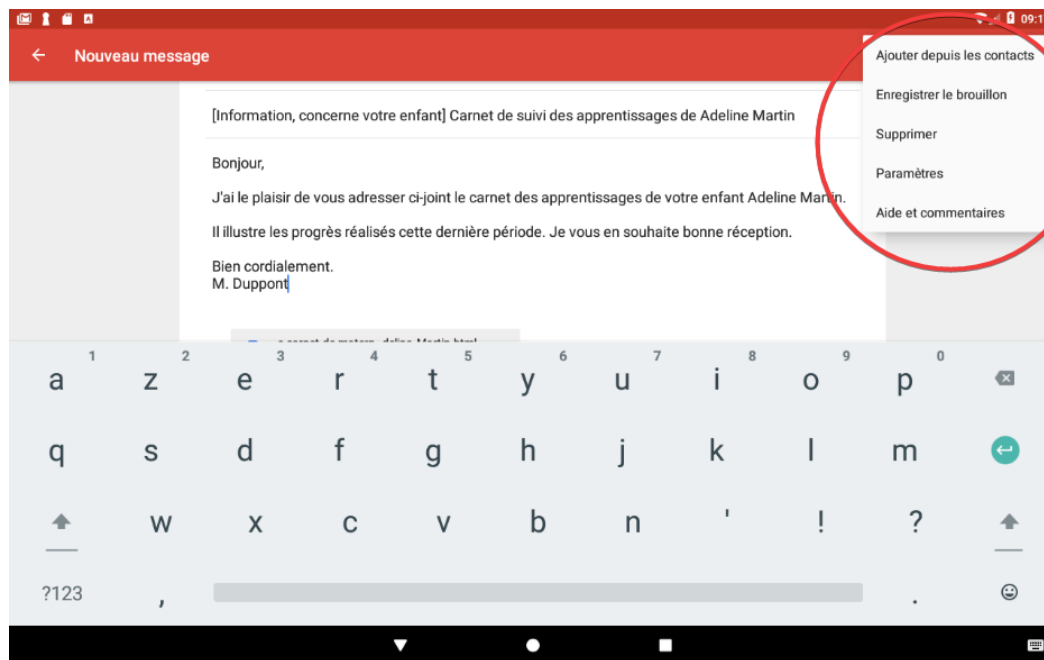 09:1
Nouveau message
Ajouter depuis les contacts
Enregistrer le brouillon
Supprimer
Paramètres
Aide et commentaires
[Information, concerne votre enfant] Carnet de suivi des apprentissages de Adeline Martin
Bonjour,
J'ai le plaisir de vous adresser ci-joint le carnet des apprentissages de votre enfant Adeline Martin.
Il illustre les progrès réalisés cette dernière période. Je vous en souhaite bonne réception.
Bien cordialement.
M. Duppont
1 2 3 4 5 6 7 8 9 0
a z e r t y u i o p
q s d f g h j k l m
w x c v b n ' ! ?
?123 , .